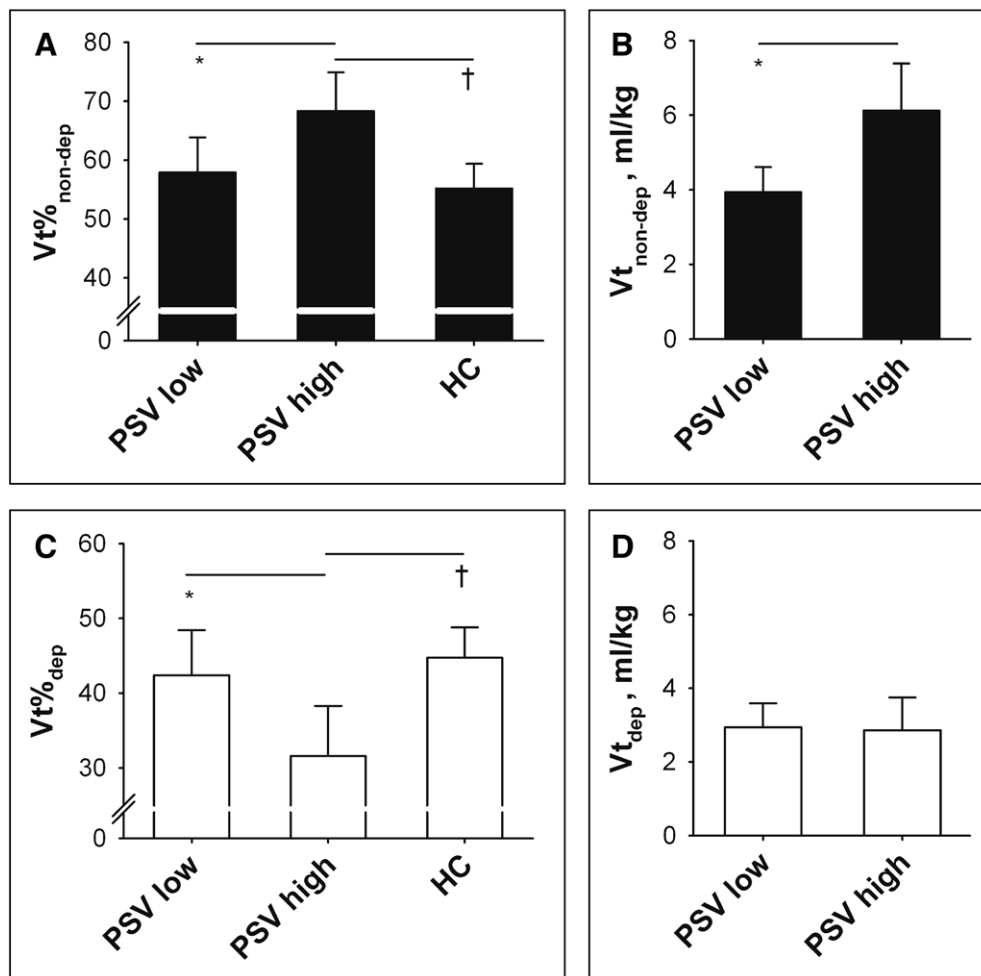 A
Vt%non-dep
80
70
60
50
40
0
*
†
PSV low
PSV high
HC
B
Vtnon-dep, ml/kg
8
6
4
2
0
*
PSV low
PSV high
C
Vt%dep
60
50
40
30
0
*
†
PSV low
PSV high
HC
D
Vtdep, ml/kg
8
6
4
2
0
PSV low
PSV high